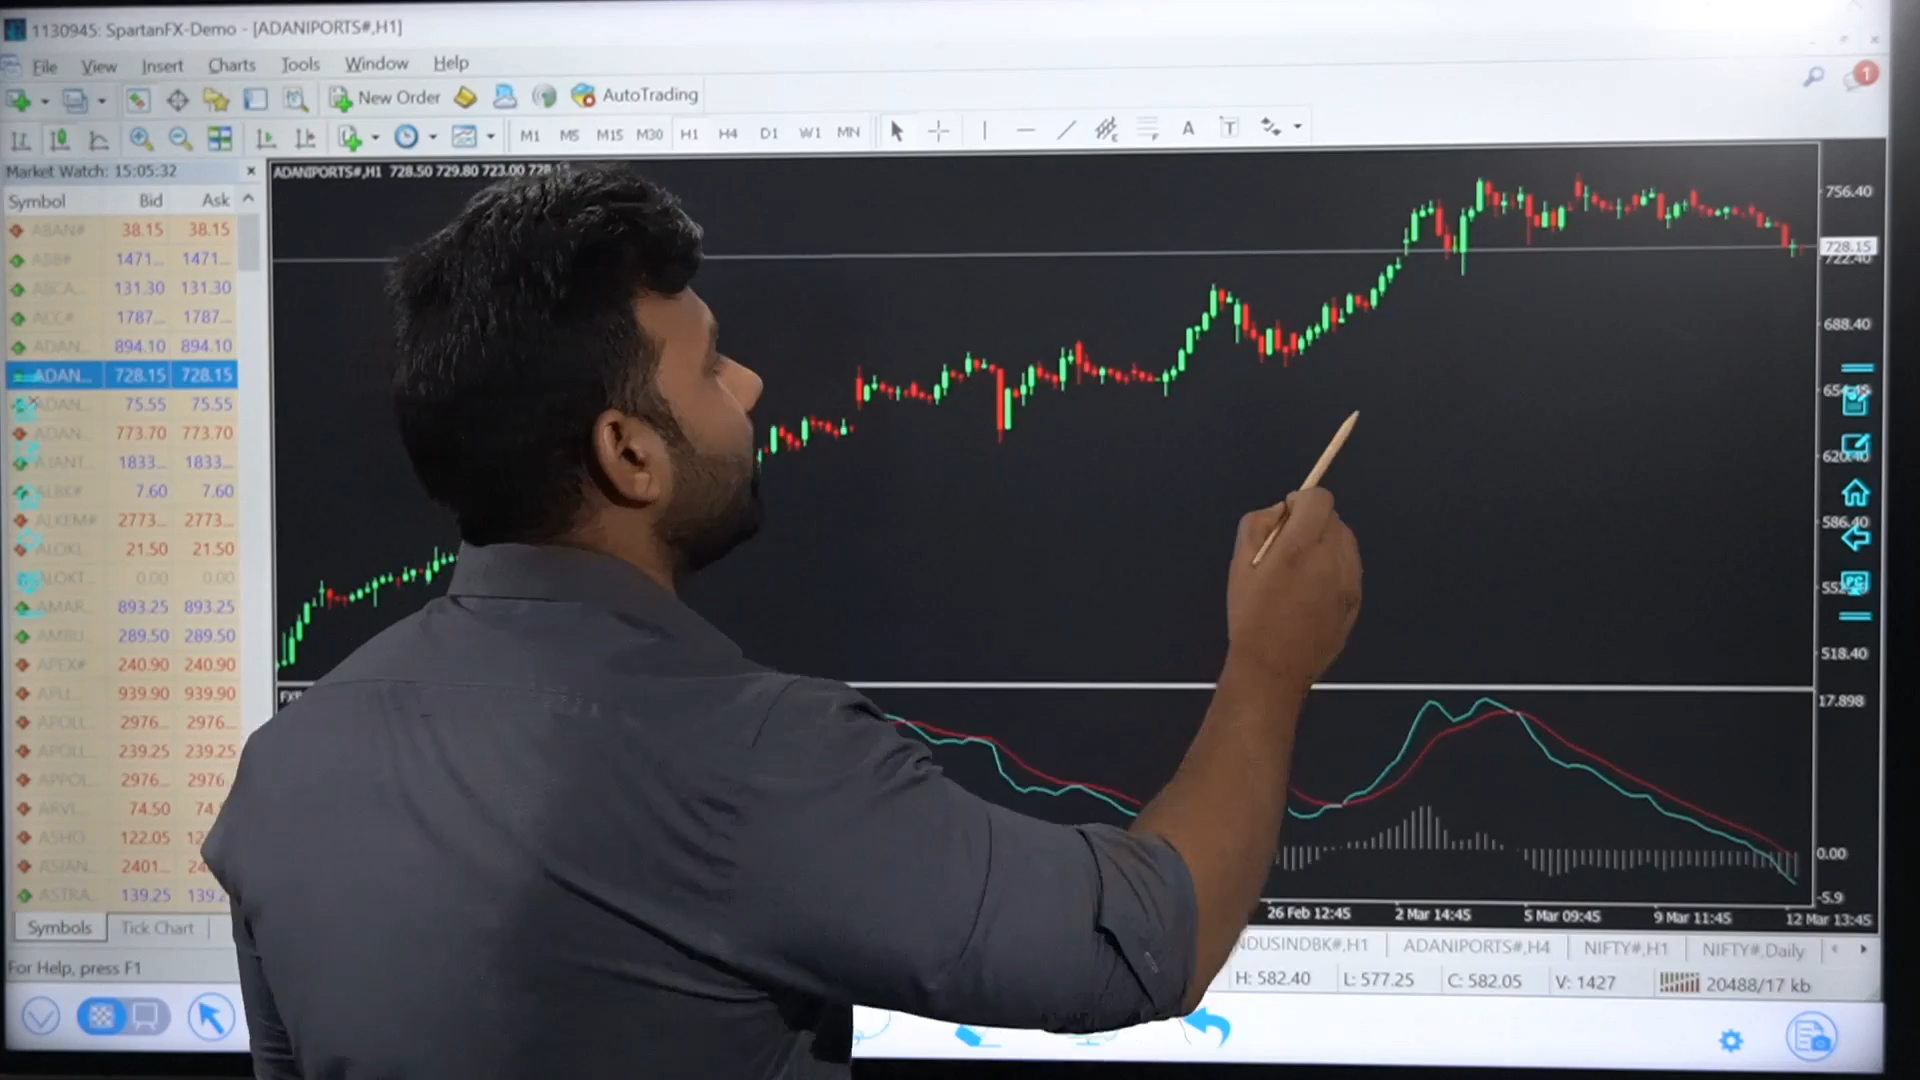 1130945: SpartanFX-Demo - [ADANIPORTS#,H1]
File View Insert Charts Tools Window Help
New Order AutoTrading
1
M1 M5 M15 M30 H1 H4 D1 W1 MN
A T
Market Watch: 15:05:32
Symbol Bid Ask
ABAN# 38.15 38.15
ABB# 1471... 1471...
ABCA... 131.30 131.30
ACC# 1787... 1787...
ADAN... 894.10 894.10
ADAN... 728.15 728.15
ADAN... 75.55 75.55
ADAN... 773.70 773.70
AJANT... 1833... 1833...
ALBK# 7.60 7.60
ALKEM# 2773... 2773...
ALOKI... 21.50 21.50
ALOKT... 0.00 0.00
AMAR... 893.25 893.25
AMBU... 289.50 289.50
APEX# 240.90 240.90
APLL... 939.90 939.90
APOLL... 2976... 2976...
APOLL... 239.25 239.25
APPOL... 2976... 2976
ARVI... 74.50 74.
ASHO... 122.05
ASIAN... 2401...
ASTRA... 139.25 139.2
Symbols Tick Chart
For Help, press F1
ADANIPORTS#,H1 728.50 729.80 723.00 728.15
756.40
728.15
722.40
688.40
620.40
586.40
PC
518.40
17.898
0.00
-5.9
26 Feb 12:45 2 Mar 14:45 5 Mar 09:45 9 Mar 11:45 12 Mar 13:45
NDUSINDBK#,H1 ADANIPORTS#,H4 NIFTY#,H1 NIFTY#,Daily
H: 582.40 L: 577.25 C: 582.05 V: 1427 20488/17 kb